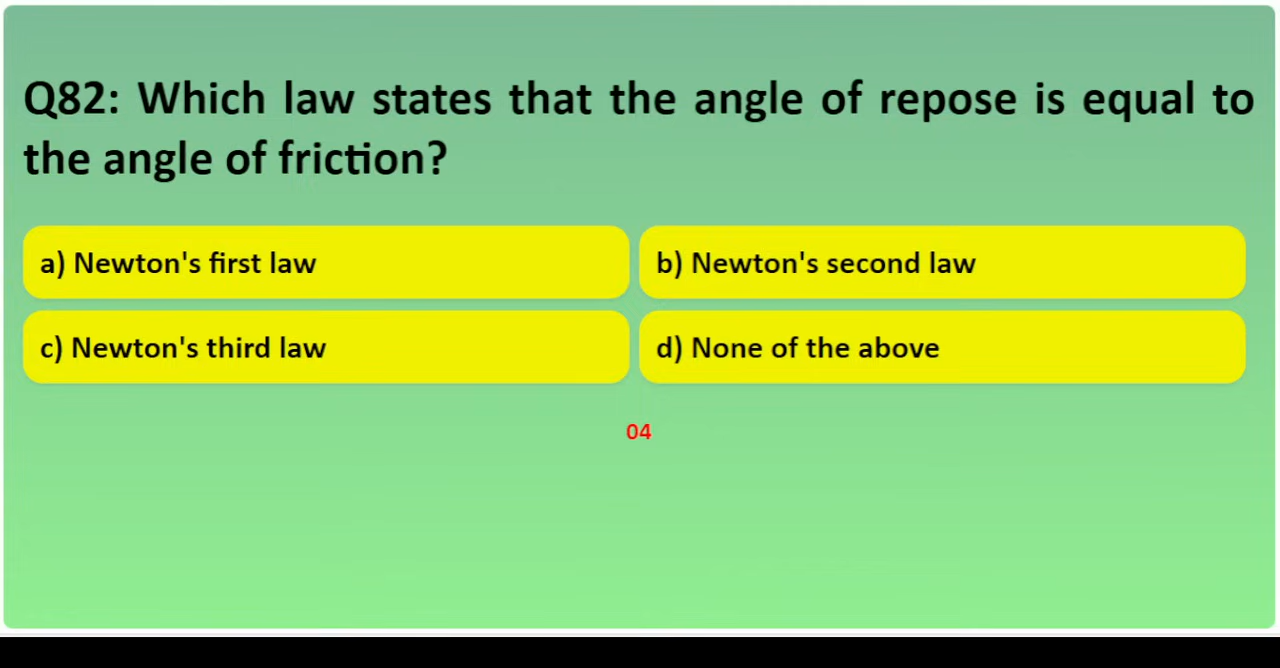 Q82: Which law states that the angle of repose is equal to
the angle of friction?
a) Newton's first law
b) Newton's second law
c) Newton's third law
d) None of the above
04